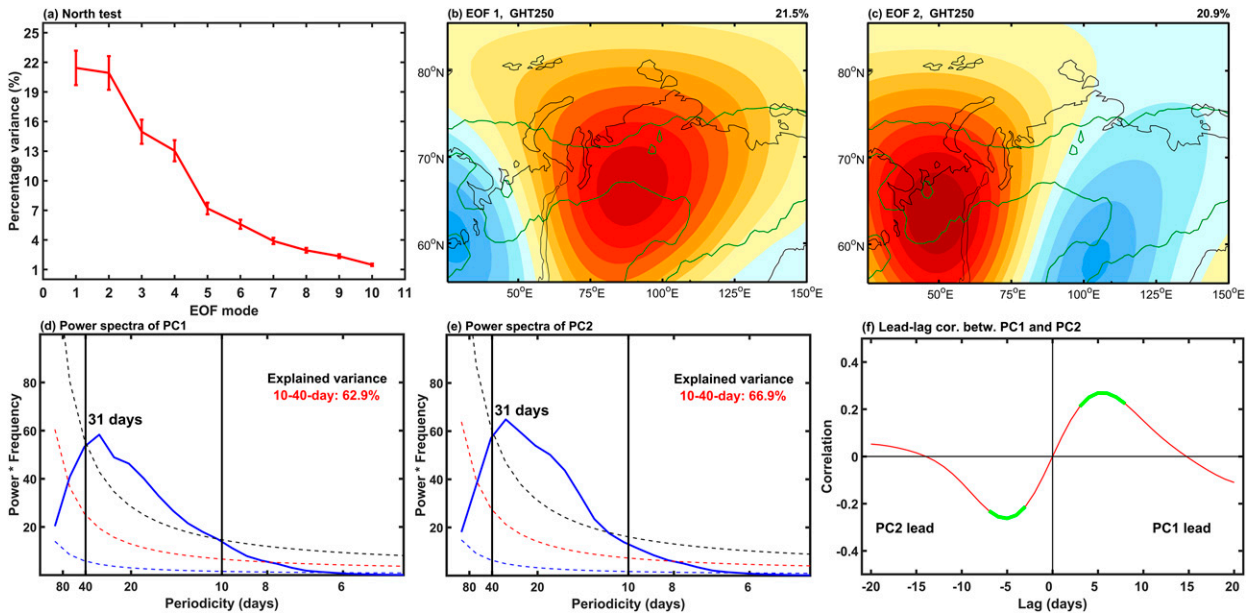 (a) North test
Percentage variance (%)
25
22
19
16
13
10
7
4
1
0 1 2 3 4 5 6 7 8 9 10 11
EOF mode
(b) EOF 1, GHT250 21.5%
80°N
70°N
60°N
50°E 75°E 100°E 125°E 150°E
(c) EOF 2, GHT250 20.9%
80°N
70°N
60°N
50°E 75°E 100°E 125°E 150°E
(d) Power spectra of PC1
Power * Frequency
80
60
40
20
31 days
Explained variance
10-40-day: 62.9%
80 40 20 10 6
Periodicity (days)
(e) Power spectra of PC2
Power * Frequency
80
60
40
20
31 days
Explained variance
10-40-day: 66.9%
80 40 20 10 6
Periodicity (days)
(f) Lead-lag cor. betw. PC1 and PC2
Correlation
0.4
0.2
0
-0.2
-0.4
PC2 lead
PC1 lead
-20 -15 -10 -5 0 5 10 15 20
Lag (days)